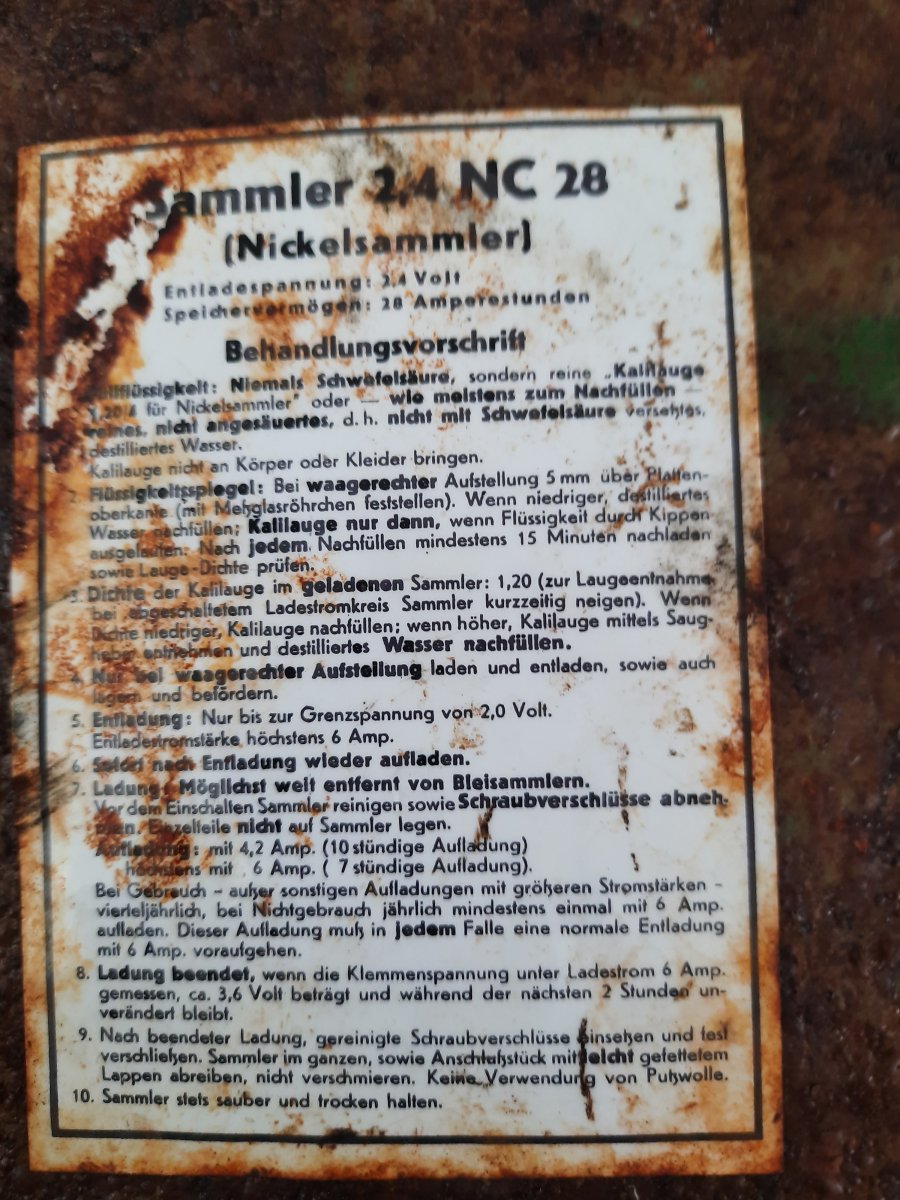 Sammler 2,4 NC 28
(Nickelsammler)
Entladespannung: 2,4 Volt
Speichervermögen: 28 Amperestunden
Behandlungsvorschrift
Niemals Schwefelsäure, sondern reine „Kalilauge
für Nickelsammler" oder — wie meistens zum Nachfüllen —
reines, nicht angesäuertes, d. h. nicht mit Schwefelsäure versetztes,
destilliertes Wasser.
Kalilauge nicht an Körper oder Kleider bringen.
2. Flüssigkeitsspiegel: Bei waagerechter Aufstellung 5 mm über Platten-
oberkante (mit Meßglasröhrchen feststellen). Wenn niedriger, destilliertes
Wasser nachfüllen; Kalilauge nur dann, wenn Flüssigkeit durch Kippen
ausgelaufen. Nach jedem Nachfüllen mindestens 15 Minuten nachladen
sowie Lauge-Dichte prüfen.
3. Dichte der Kalilauge im geladenen Sammler: 1,20 (zur Laugeentnahme
bei abgeschaltetem Ladestromkreis Sammler kurzzeitig neigen). Wenn
Dichte niedriger, Kalilauge nachfüllen; wenn höher, Kalilauge mittels Saug-
heber entnehmen und destilliertes Wasser nachfüllen.
4. Nur bei waagerechter Aufstellung laden und entladen, sowie auch
lagern und befördern.
5. Entladung: Nur bis zur Grenzspannung von 2,0 Volt.
Entladestromstärke höchstens 6 Amp.
6. Sofort nach Entladung wieder aufladen.
7. Ladung: Möglichst weit entfernt von Bleisammlern.
Vor dem Einschalten Sammler reinigen sowie Schraubverschlüsse abneh-
men. Einzelteile nicht auf Sammler legen.
Aufladung: mit 4,2 Amp. (10 stündige Aufladung)
höchstens mit 6 Amp. ( 7 stündige Aufladung).
Bei Gebrauch – außer sonstigen Aufladungen mit größeren Stromstärken –
vierteljährlich, bei Nichtgebrauch jährlich mindestens einmal mit 6 Amp.
aufladen. Dieser Aufladung muß in jedem Falle eine normale Entladung
mit 6 Amp. voraufgehen.
8. Ladung beendet, wenn die Klemmenspannung unter Ladestrom 6 Amp.
gemessen, ca. 3,6 Volt beträgt und während der nächsten 2 Stunden un-
verändert bleibt.
9. Nach beendeter Ladung, gereinigte Schraubverschlüsse einsetzen und fest
verschließen. Sammler im ganzen, sowie Anschlußstück mit leicht gefettetem
Lappen abreiben, nicht verschmieren. Keine Verwendung von Putzwolle.
10. Sammler stets sauber und trocken halten.